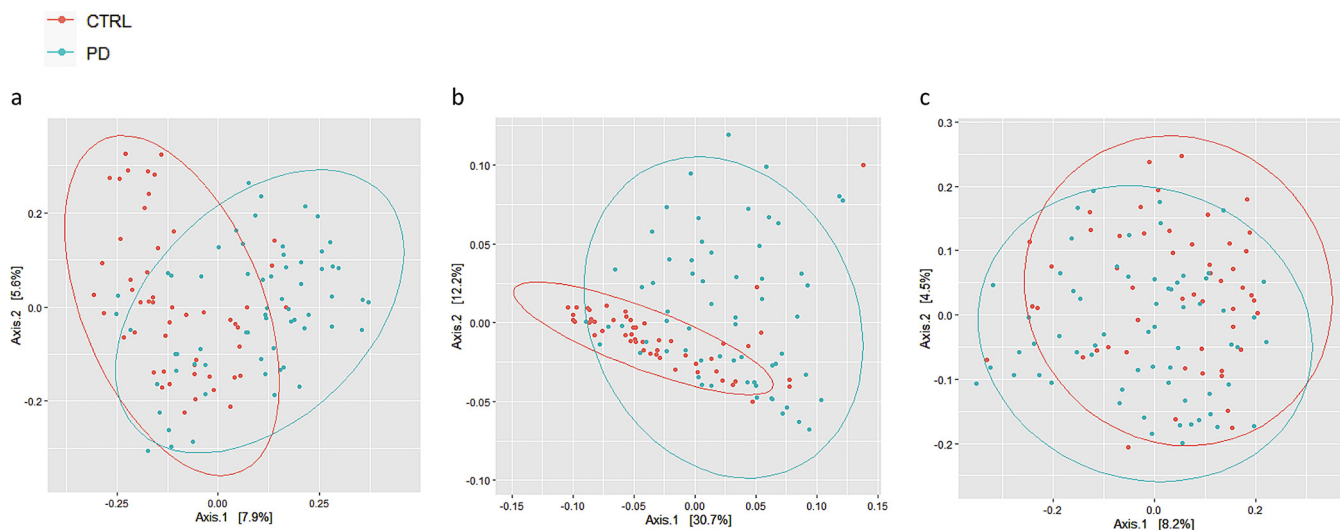 CTRL
PD
a
b
c
0.2
0.0
-0.2
Axis.2 [5.6%]
-0.25
0.00
0.25
Axis.1 [7.9%]
0.10
0.05
0.00
-0.05
-0.10
Axis.2 [12.2%]
-0.15
-0.10
-0.05
0.00
0.05
0.10
0.15
Axis.1 [30.7%]
0.3
0.2
0.1
0.0
-0.1
-0.2
Axis.2 [4.5%]
-0.2
0.0
0.2
Axis.1 [8.2%]